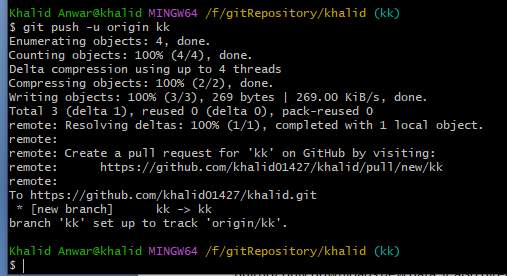 Khalid Anwar@khalid MINGW64 /f/gitRepository/khalid (kk)
$ git push -u origin kk
Enumerating objects: 4, done.
Counting objects: 100% (4/4), done.
Delta compression using up to 4 threads
Compressing objects: 100% (2/2), done.
Writing objects: 100% (3/3), 269 bytes | 269.00 KiB/s, done.
Total 3 (delta 1), reused 0 (delta 0), pack-reused 0
remote: Resolving deltas: 100% (1/1), completed with 1 local object.
remote:
remote: Create a pull request for 'kk' on GitHub by visiting:
remote:      https://github.com/khalid01427/khalid/pull/new/kk
remote:
To https://github.com/khalid01427/khalid.git
 * [new branch]      kk -> kk
branch 'kk' set up to track 'origin/kk'.
Khalid Anwar@khalid MINGW64 /f/gitRepository/khalid (kk)
$